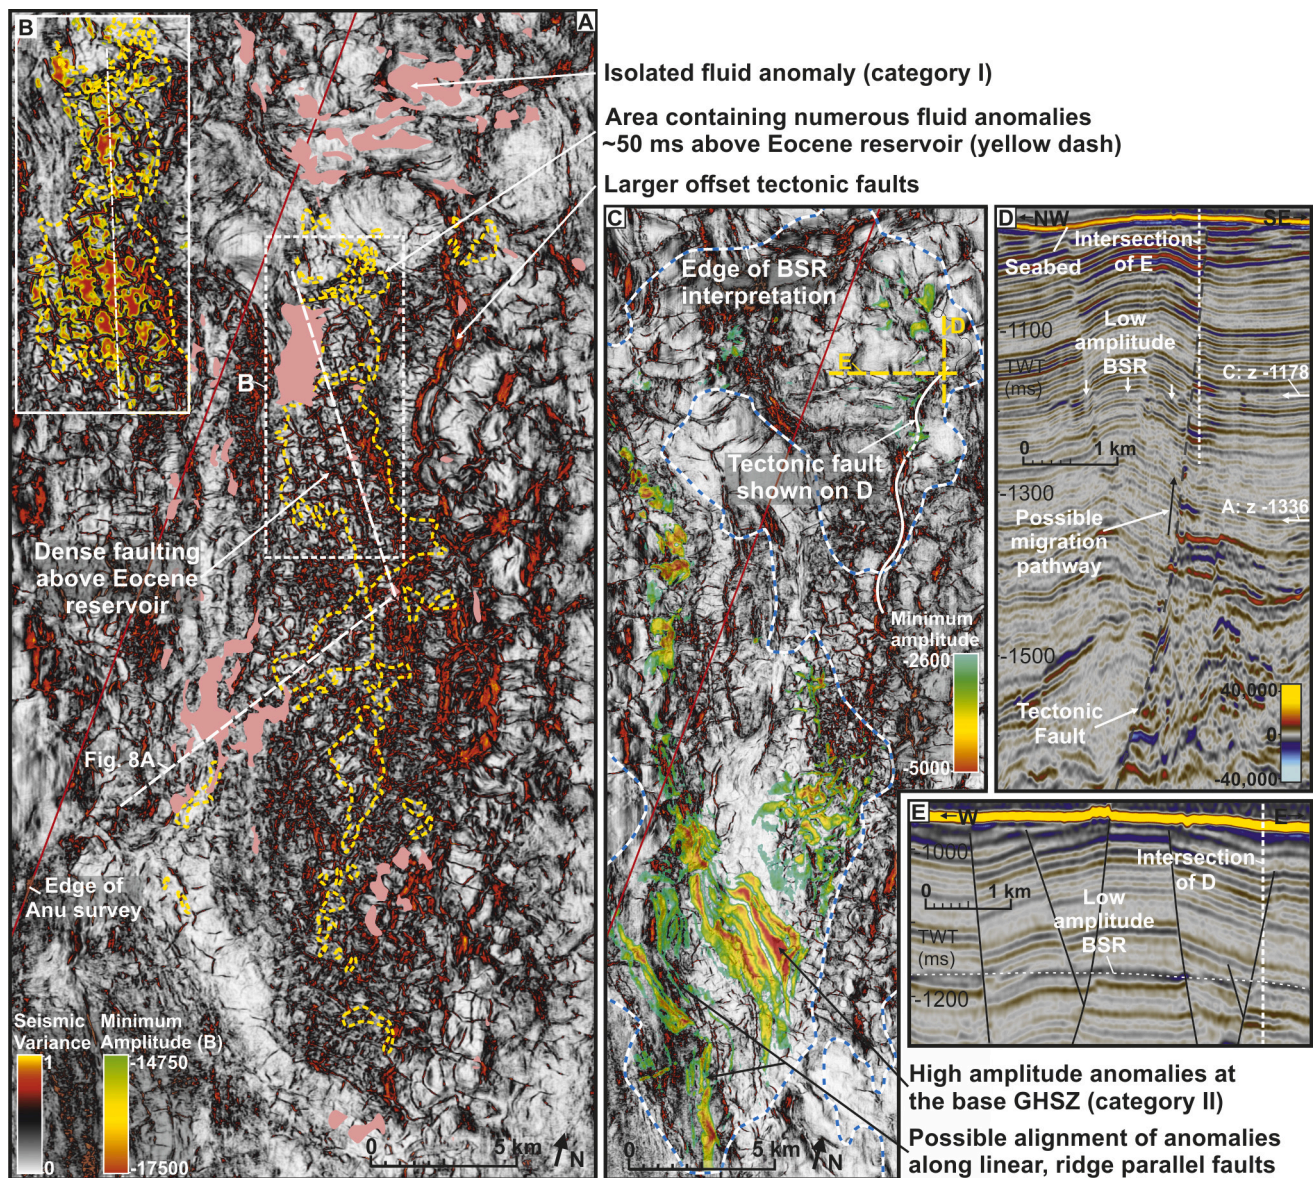 B
A
Isolated fluid anomaly (category I)
Area containing numerous fluid anomalies
~50 ms above Eocene reservoir (yellow dash)
Larger offset tectonic faults
B
Dense faulting
above Eocene
reservoir
Fig. 8A
Edge of
Anu survey
Seismic
Variance
1
0
Minimum
Amplitude (B)
-14750
-17500
0
5 km
N
C
Edge of BSR
interpretation
D
E
Tectonic fault
shown on D
Minimum
amplitude
-2600
-5000
0
5 km
N
D
NW
SE
Seabed
Intersection
of E
-1100
TWT
(ms)
Low
amplitude
BSR
C: z -1178
0
1 km
-1300
A: z -1336
Possible
migration
pathway
-1500
Tectonic
Fault
40,000
0
-40,000
E
W
E
-1000
0
1 km
Intersection
of D
Low
amplitude
BSR
TWT
(ms)
-1200
High amplitude anomalies at
the base GHSZ (category II)
Possible alignment of anomalies
along linear, ridge parallel faults